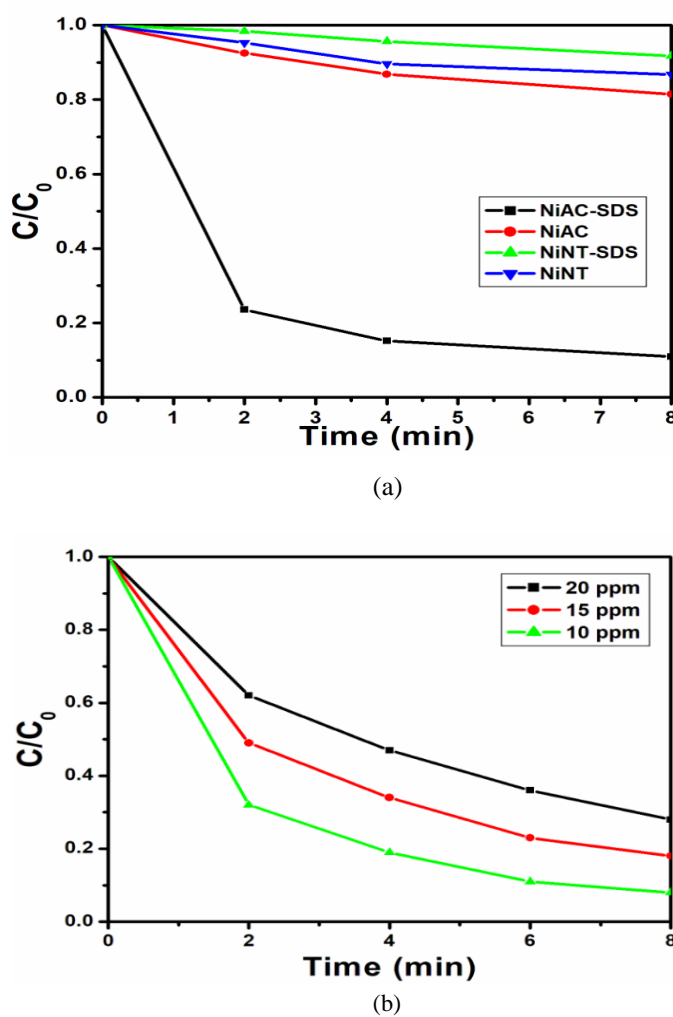 1.0
0.8
0.6
0.4
0.2
0.0
C/C0
NiAC-SDS
NiAC
NiNT-SDS
NiNT
0 1 2 3 4 5 6 7 8
Time (min)
(a)
1.0
0.8
0.6
0.4
0.2
0.0
C/C0
20 ppm
15 ppm
10 ppm
0 2 4 6 8
Time (min)
(b)